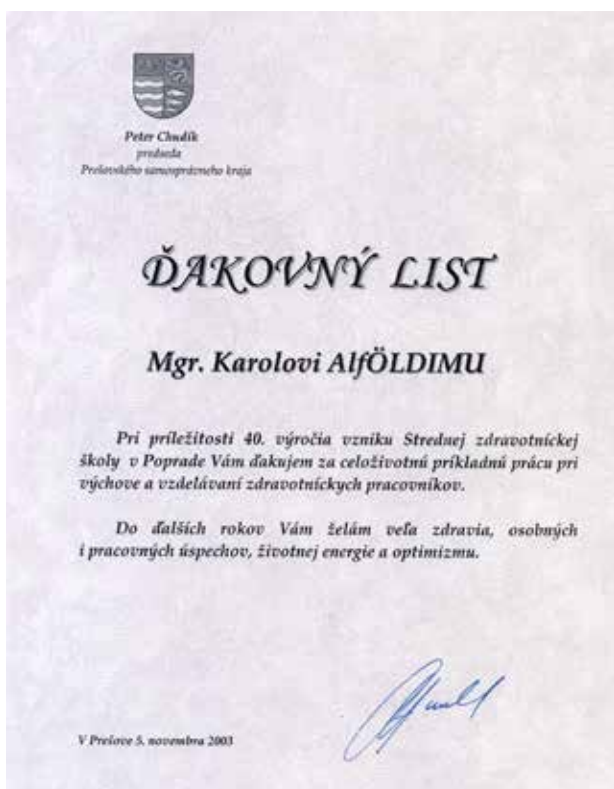 Peter Chudík
predseda
Prešovského samosprávneho kraja
ĎAKOVNÝ LIST
Mgr. Karolovi AlfÖLDIMU
Pri príležitosti 40. výročia vzniku Strednej zdravotníckej
školy v Poprade Vám ďakujem za celoživotnú príkladnú prácu pri
výchove a vzdelávaní zdravotníckych pracovníkov.
Do ďalších rokov Vám želám veľa zdravia, osobných
i pracovných úspechov, životnej energie a optimizmu.
V Prešove 5. novembra 2003